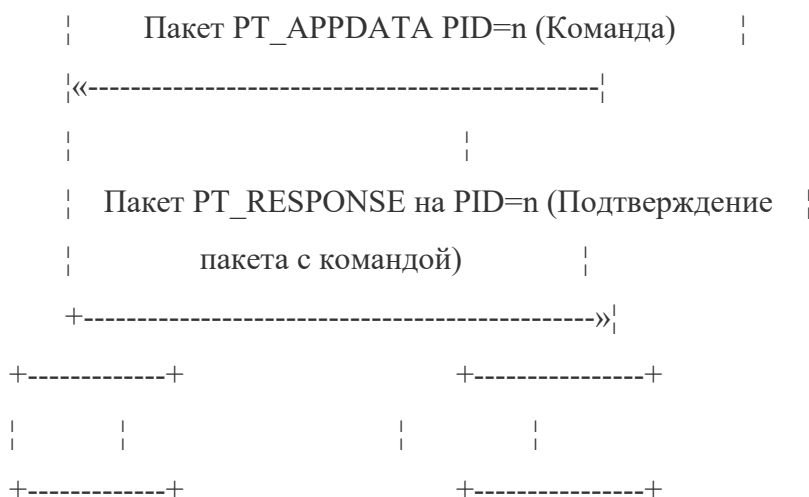 ¦ Пакет PT_APPDATA PID=n (Команда) ¦
¦«------------------------------------------------¦
¦ ¦
¦ Пакет PT_RESPONSE на PID=n (Подтверждение ¦
¦ пакета с командой) ¦
+------------------------------------------------»¦
+-------------+ +----------------+
¦ ¦ ¦ ¦
+-------------+ +----------------+